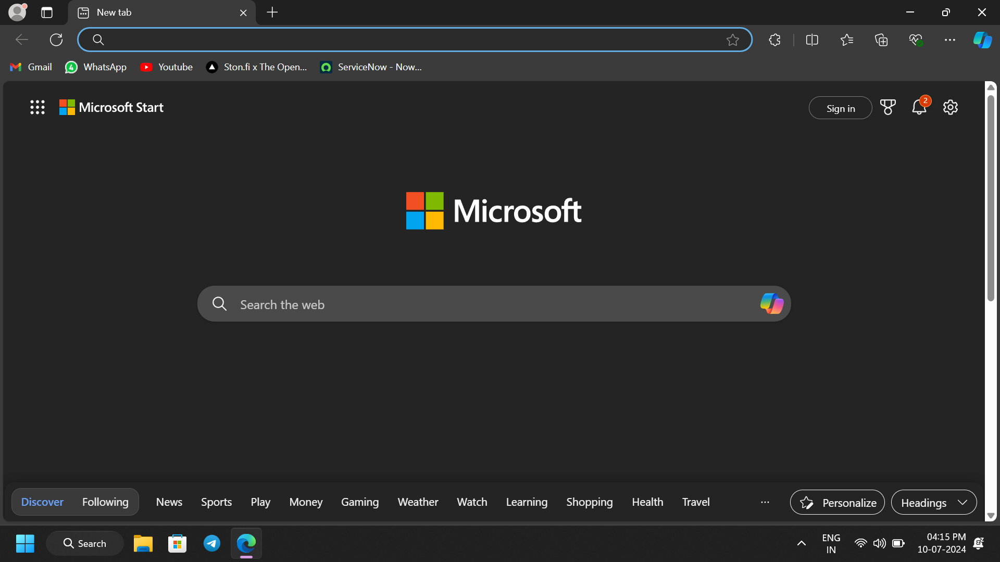 New tab
Gmail
WhatsApp
Youtube
Ston.fi x The Open...
ServiceNow - Now...
Microsoft Start
Sign in
2
Microsoft
Search the web
Discover
Following
News
Sports
Play
Money
Gaming
Weather
Watch
Learning
Shopping
Health
Travel
...
Personalize
Headings
Search
ENG
IN
04:15 PM
10-07-2024